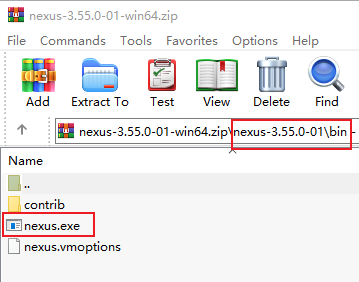 nexus-3.55.0-01-win64.zip
File Commands Tools Favorites Options Help
Add Extract To Test View Delete Find
nexus-3.55.0-01-win64.zip\nexus-3.55.0-01\bin -
Name
..
contrib
nexus.exe
nexus.vmoptions